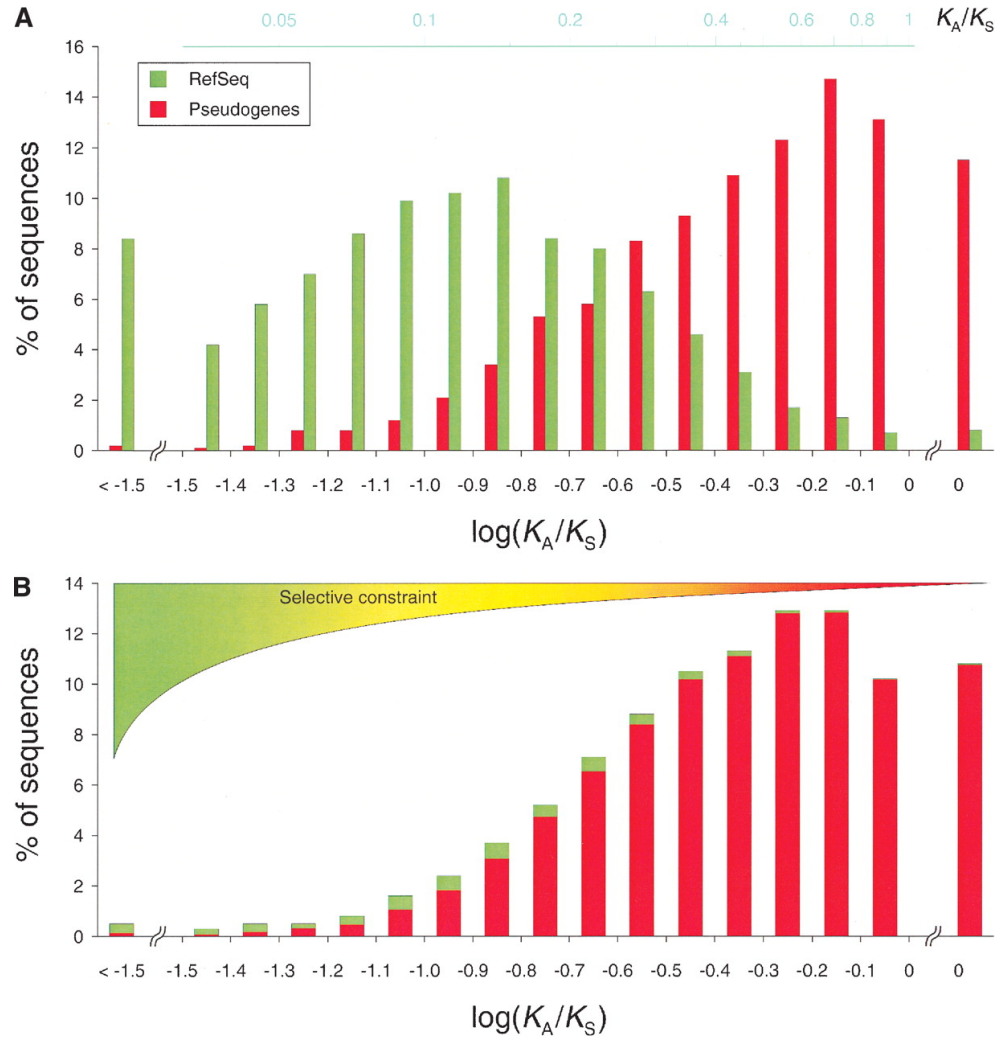 A
0.05 0.1 0.2 0.4 0.6 0.8 1 KA/KS
16
14
12
10
8
6
4
2
0
% of sequences
RefSeq
Pseudogenes
< -1.5 -1.5 -1.4 -1.3 -1.2 -1.1 -1.0 -0.9 -0.8 -0.7 -0.6 -0.5 -0.4 -0.3 -0.2 -0.1 0 0
log(KA/KS)
B
14
12
10
8
6
4
2
0
% of sequences
Selective constraint
< -1.5 -1.5 -1.4 -1.3 -1.2 -1.1 -1.0 -0.9 -0.8 -0.7 -0.6 -0.5 -0.4 -0.3 -0.2 -0.1 0 0
log(KA/KS)